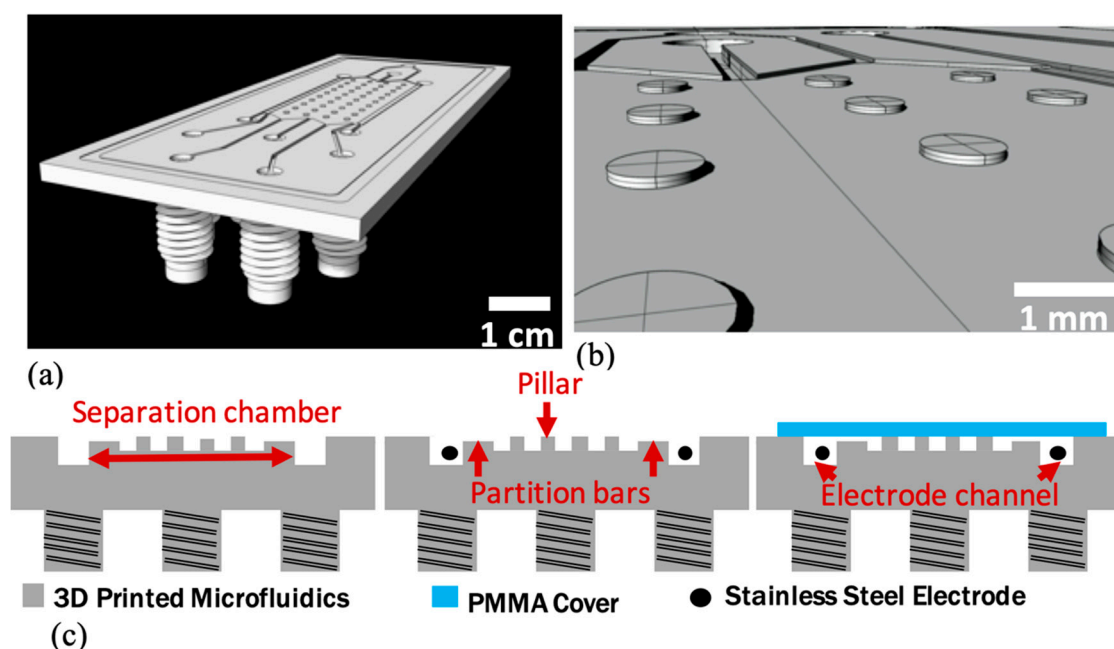 1 cm
1 mm
(a)
(b)
Pillar
Separation chamber
Partition bars
Electrode channel
3D Printed Microfluidics
PMMA Cover
Stainless Steel Electrode
(c)